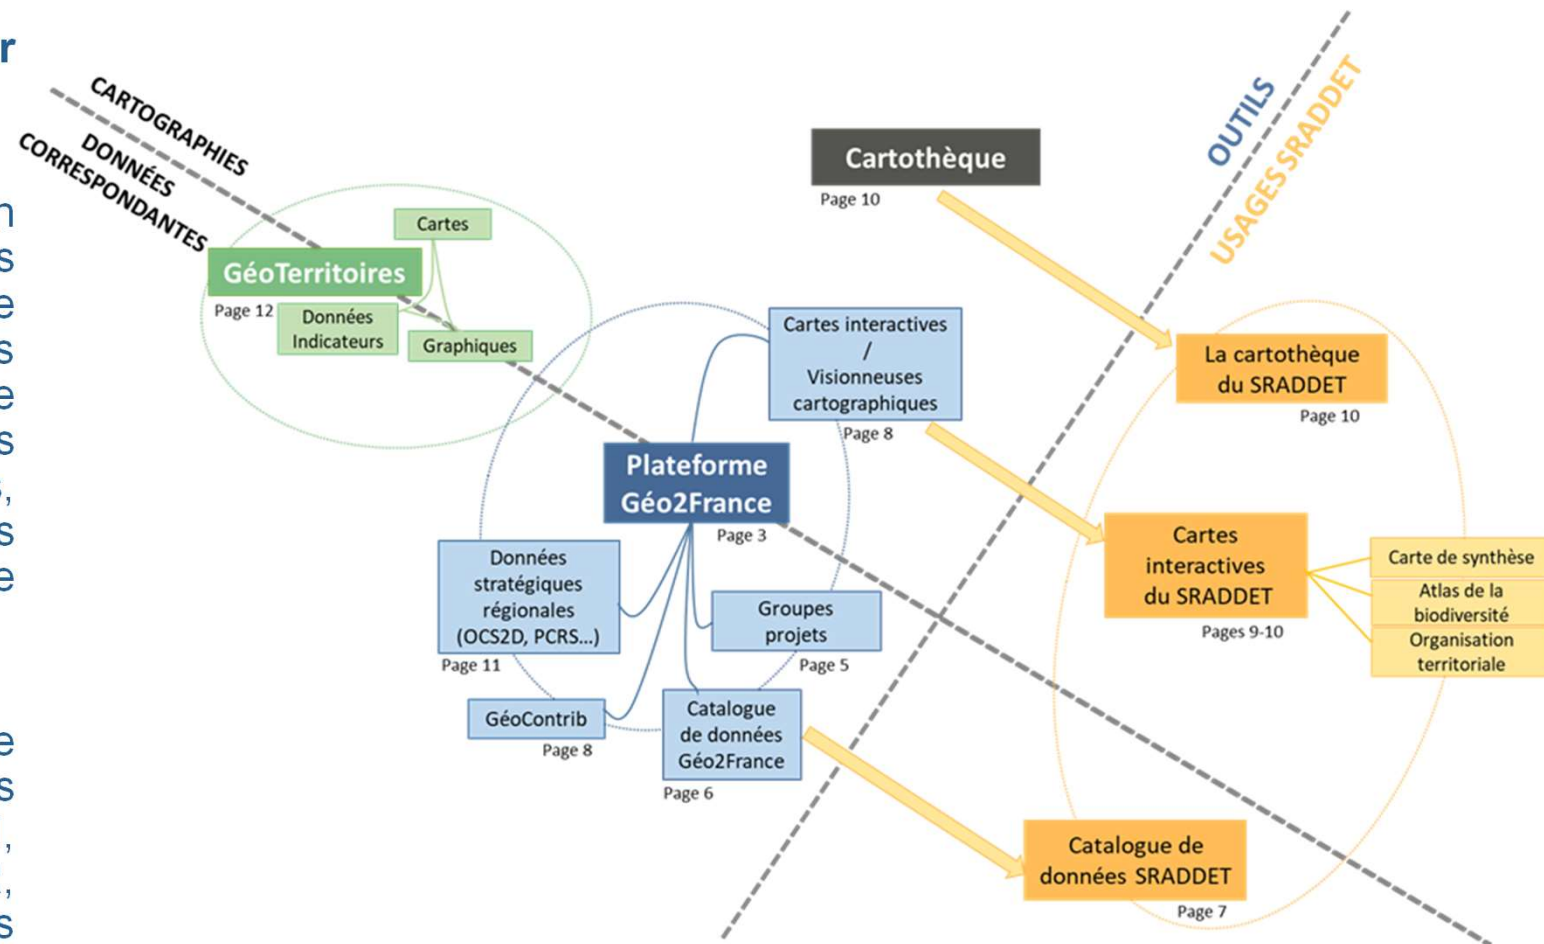 CARTOGRAPHIES
DONNÉES
CORRESPONDANTES
OUTILS
USAGES SRADDET
Cartothèque
Page 10
Cartes
GéoTerritoires
Page 12
Données
Indicateurs
Graphiques
Cartes interactives
/
Visionneuses
cartographiques
Page 8
La cartothèque
du SRADDET
Page 10
Plateforme
Géo2France
Page 3
Données
stratégiques
régionales
(OCS2D, PCRS...)
Page 11
Groupes
projets
Page 5
GéoContrib
Page 8
Catalogue
de données
Géo2France
Page 6
Cartes
interactives
du SRADDET
Pages 9-10
Carte de synthèse
Atlas de la
biodiversité
Organisation
territoriale
Catalogue de
données SRADDET
Page 7